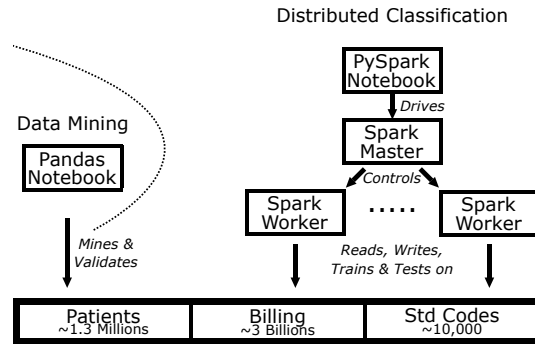 Distributed Classification
PySpark
Notebook
Drives
Data Mining
Spark
Master
Pandas
Notebook
Controls
Spark
Worker
.....
Spark
Worker
Mines &
Validates
Reads, Writes,
Trains & Tests on
Patients
~1.3 Millions
Billing
~3 Billions
Std Codes
~10,000